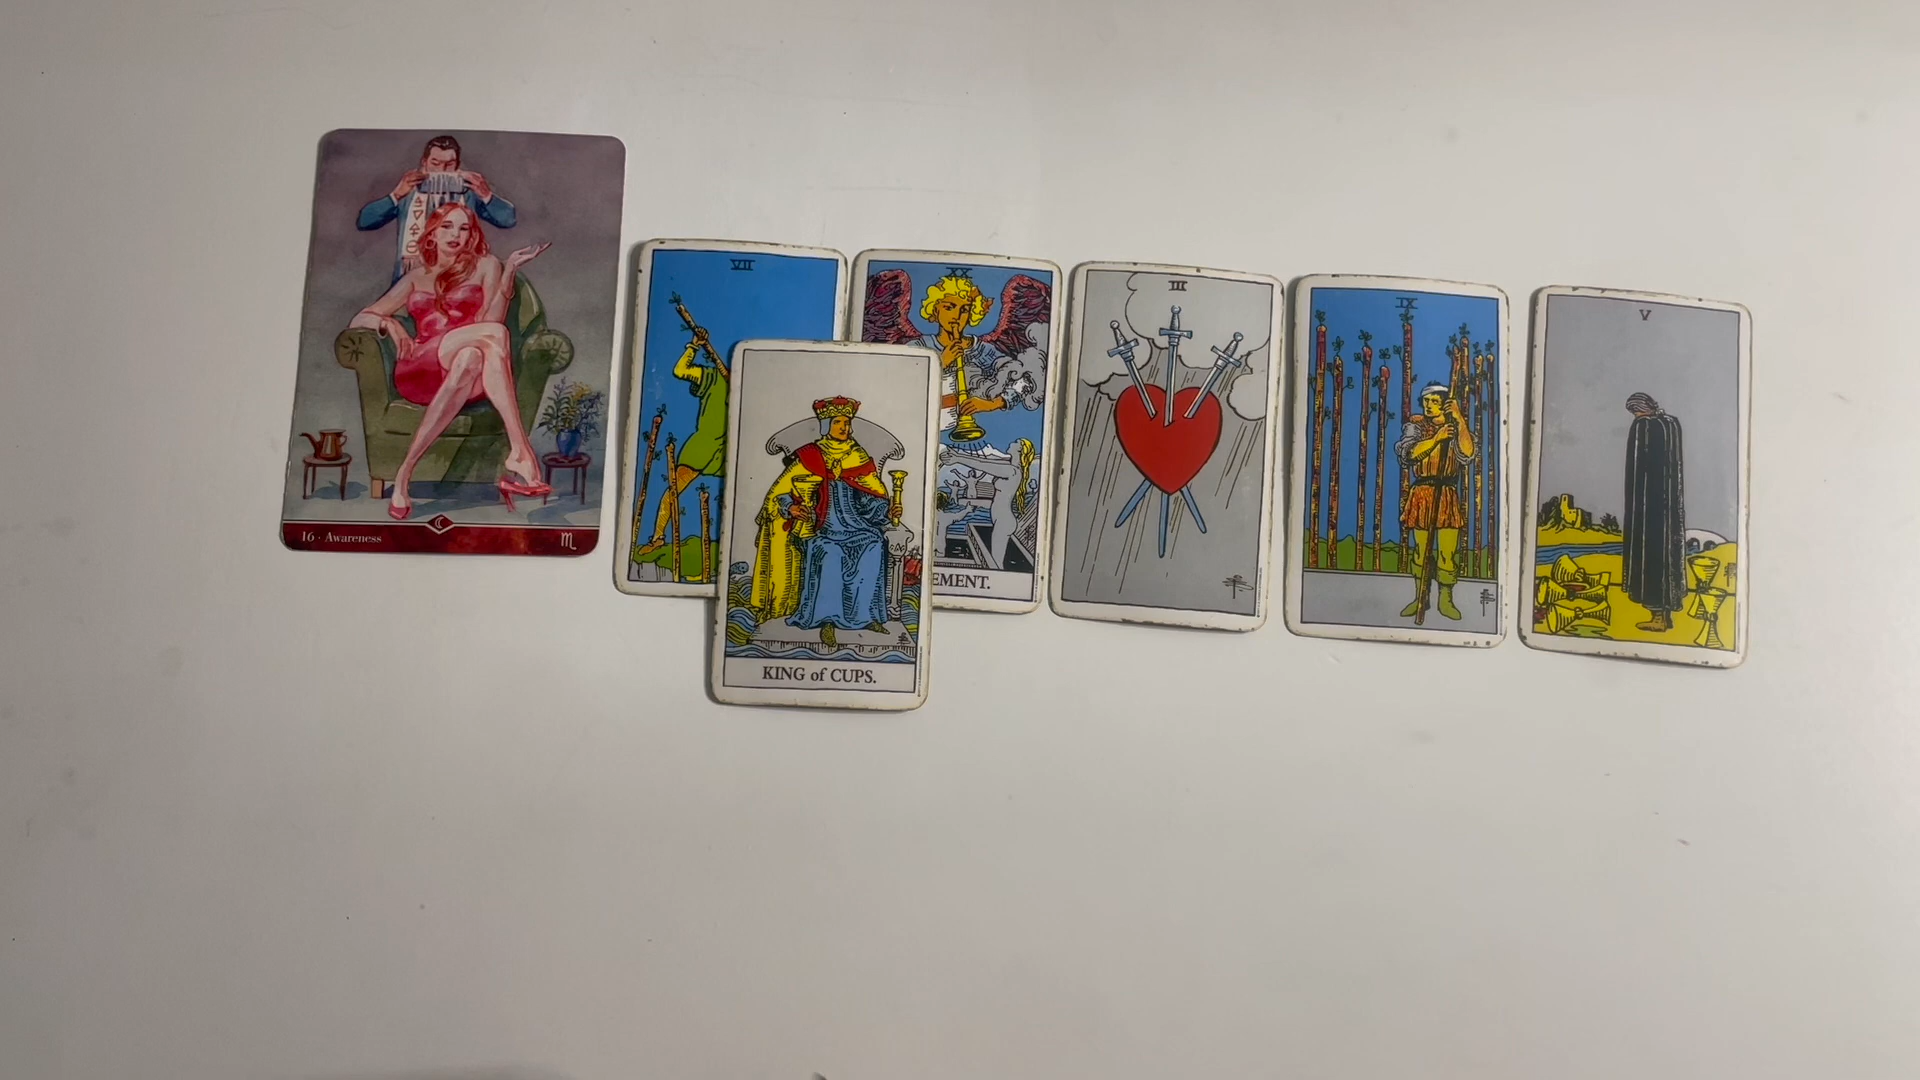 16 · Awareness
♏
VII
XX
EMENT.
KING of CUPS.
III
IX
V